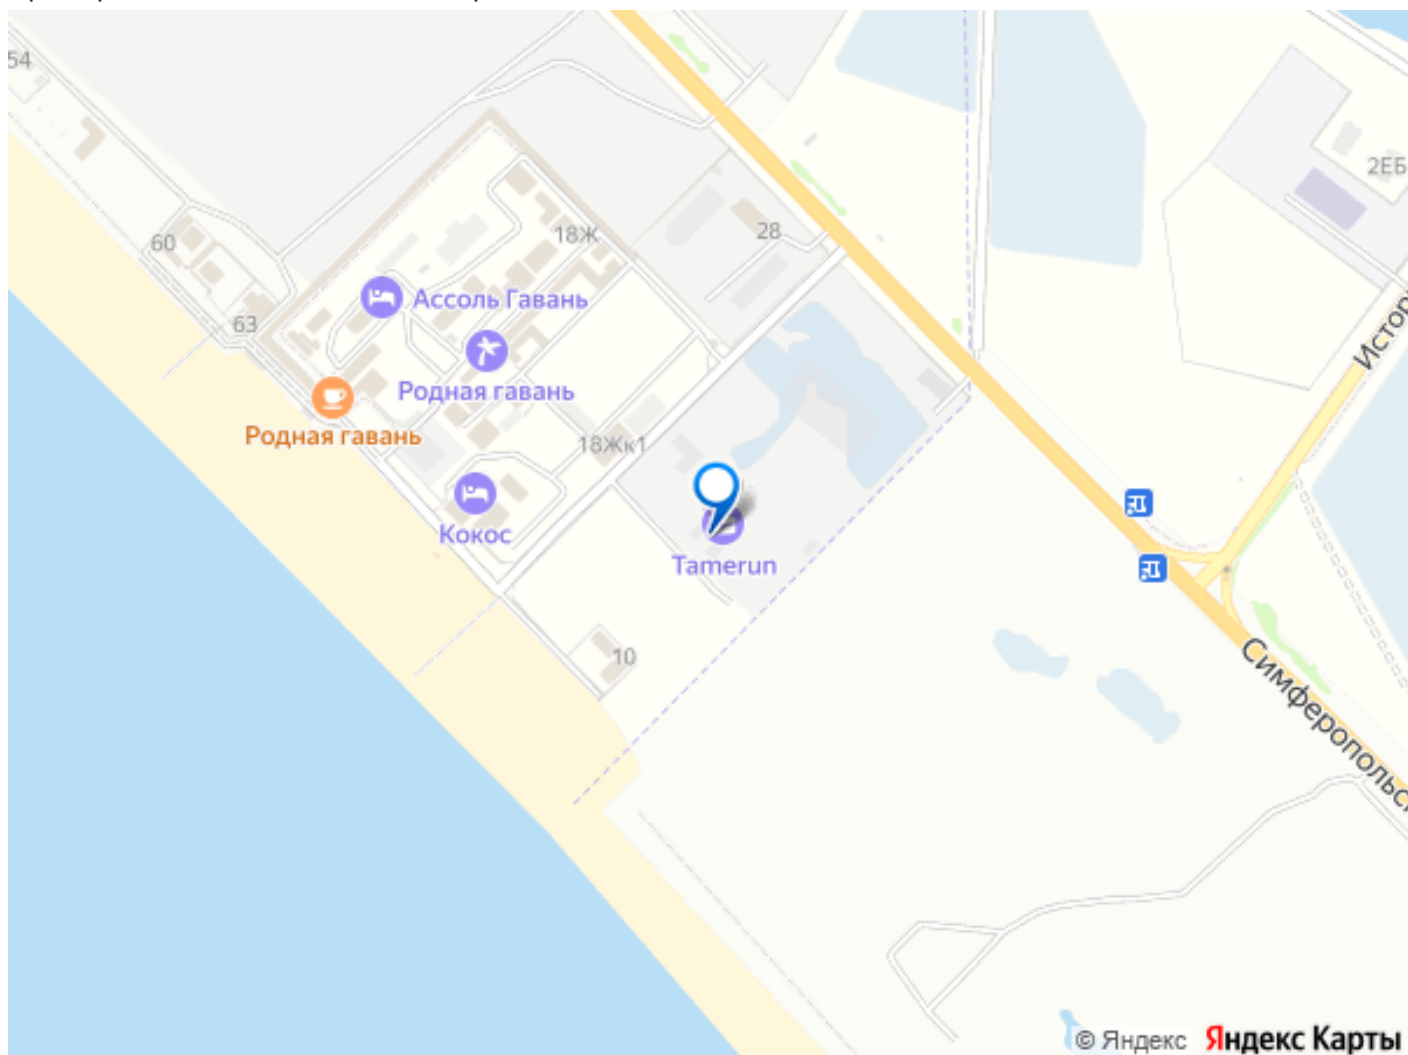 54
2ЕБ
18Ж
28
60
Ассоль Гавань
63
Истор
Родная гавань
Родная гавань
18Жк1
Кокос
Tamerun
10
Симферопольс
© Яндекс Яндекс Карты